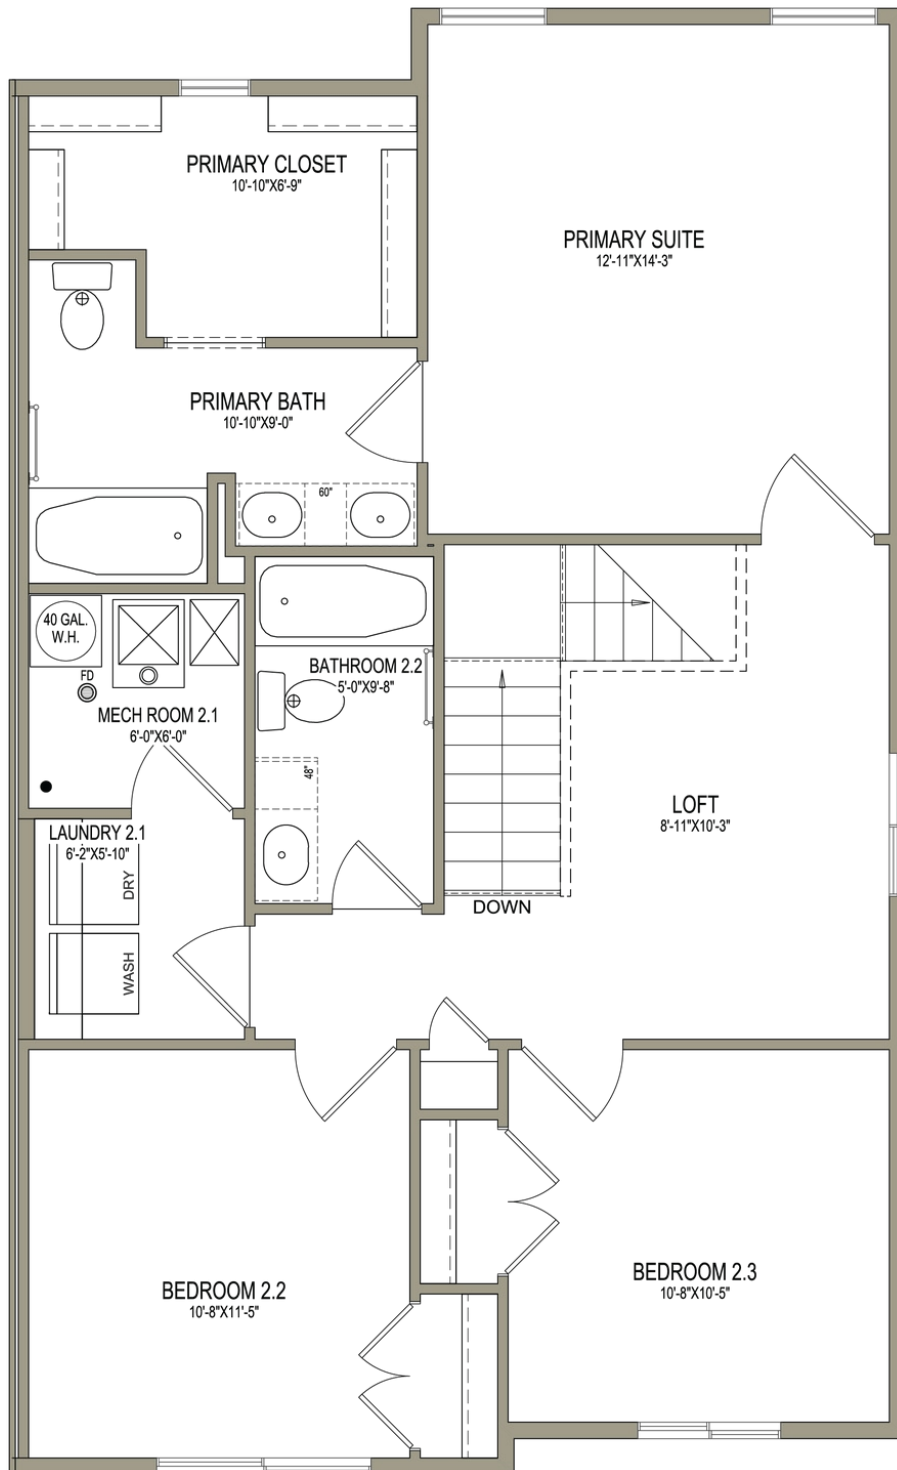 PRIMARY CLOSET
10'-10"X6'-9"
PRIMARY SUITE
12'-11"X14'-3"
PRIMARY BATH
10'-10"X9'-0"
60"
40 GAL.
W.H.
FD
MECH ROOM 2.1
6'-0"X6'-0"
BATHROOM 2.2
5'-0"X9'-8"
48"
LOFT
8'-11"X10'-3"
LAUNDRY 2.1
6'-2"X5'-10"
DRY
WASH
DOWN
BEDROOM 2.2
10'-8"X11'-5"
BEDROOM 2.3
10'-8"X10'-5"